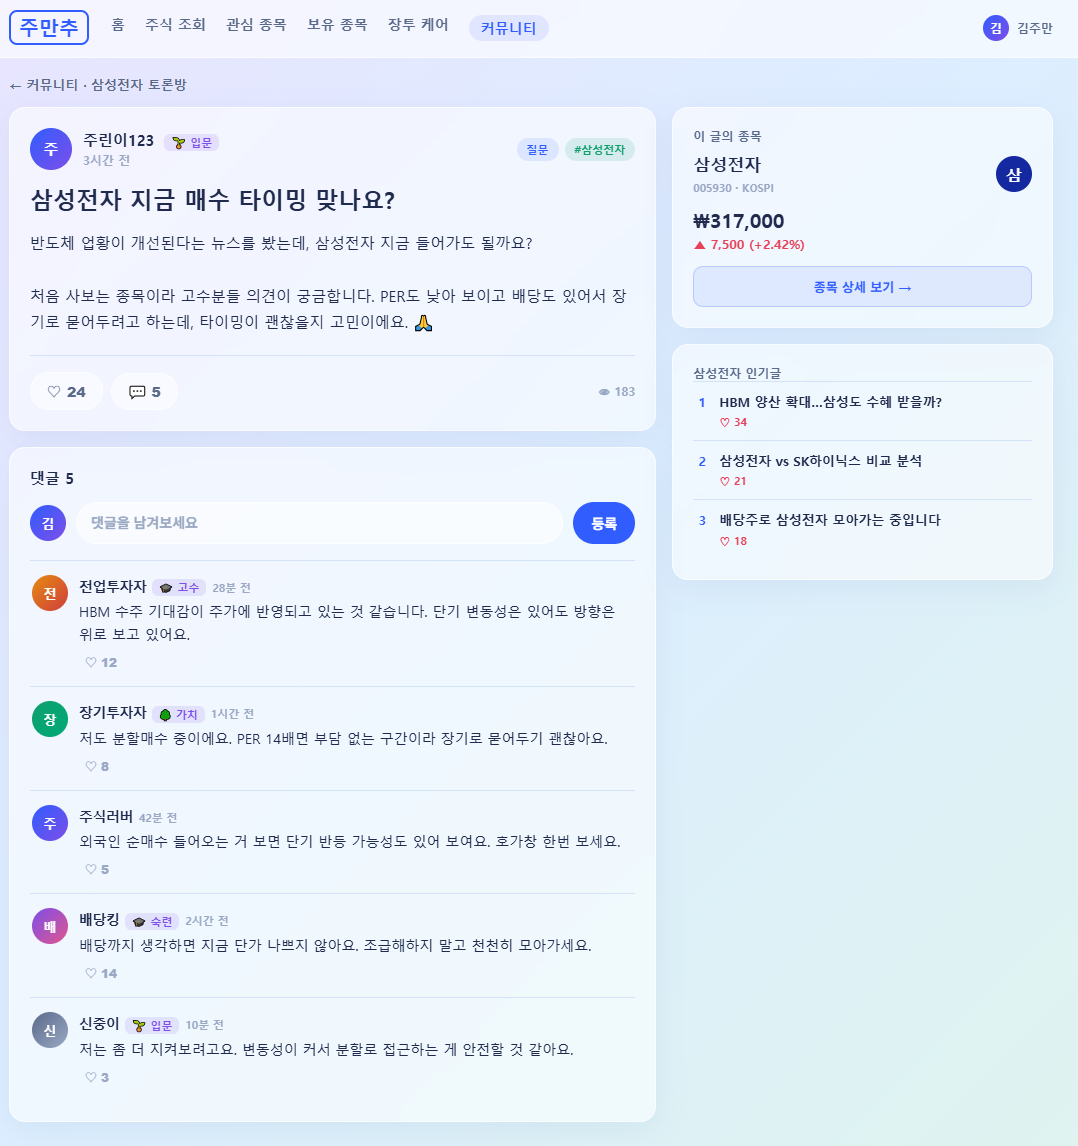 주만추 홈 주식 조회 관심 종목 보유 종목 장투 케어 커뮤니티 김 김주만
← 커뮤니티 · 삼성전자 토론방
주 주린이123 🌱 입문
3시간 전
질문 #삼성전자
삼성전자 지금 매수 타이밍 맞나요?
반도체 업황이 개선된다는 뉴스를 봤는데, 삼성전자 지금 들어가도 될까요?
처음 사보는 종목이라 고수분들 의견이 궁금합니다. PER도 낮아 보이고 배당도 있어서 장
기로 묻어두려고 하는데, 타이밍이 괜찮을지 고민이에요. 🙏
♡ 24 💬 5 👁 183
댓글 5
김 댓글을 남겨보세요 등록
전 전업투자자 🎓 고수 28분 전
HBM 수주 기대감이 주가에 반영되고 있는 것 같습니다. 단기 변동성은 있어도 방향은
위로 보고 있어요.
♡ 12
장 장기투자자 🌳 가치 1시간 전
저도 분할매수 중이에요. PER 14배면 부담 없는 구간이라 장기로 묻어두기 괜찮아요.
♡ 8
주 주식러버 42분 전
외국인 순매수 들어오는 거 보면 단기 반등 가능성도 있어 보여요. 호가창 한번 보세요.
♡ 5
배 배당킹 🎓 숙련 2시간 전
배당까지 생각하면 지금 단가 나쁘지 않아요. 조급해하지 말고 천천히 모아가세요.
♡ 14
신 신중이 🌱 입문 10분 전
저는 좀 더 지켜보려고요. 변동성이 커서 분할로 접근하는 게 안전할 것 같아요.
♡ 3
이 글의 종목
삼성전자
005930 · KOSPI
삼
₩317,000
▲ 7,500 (+2.42%)
종목 상세 보기 →
삼성전자 인기글
1 HBM 양산 확대…삼성도 수혜 받을까?
♡ 34
2 삼성전자 vs SK하이닉스 비교 분석
♡ 21
3 배당주로 삼성전자 모아가는 중입니다
♡ 18